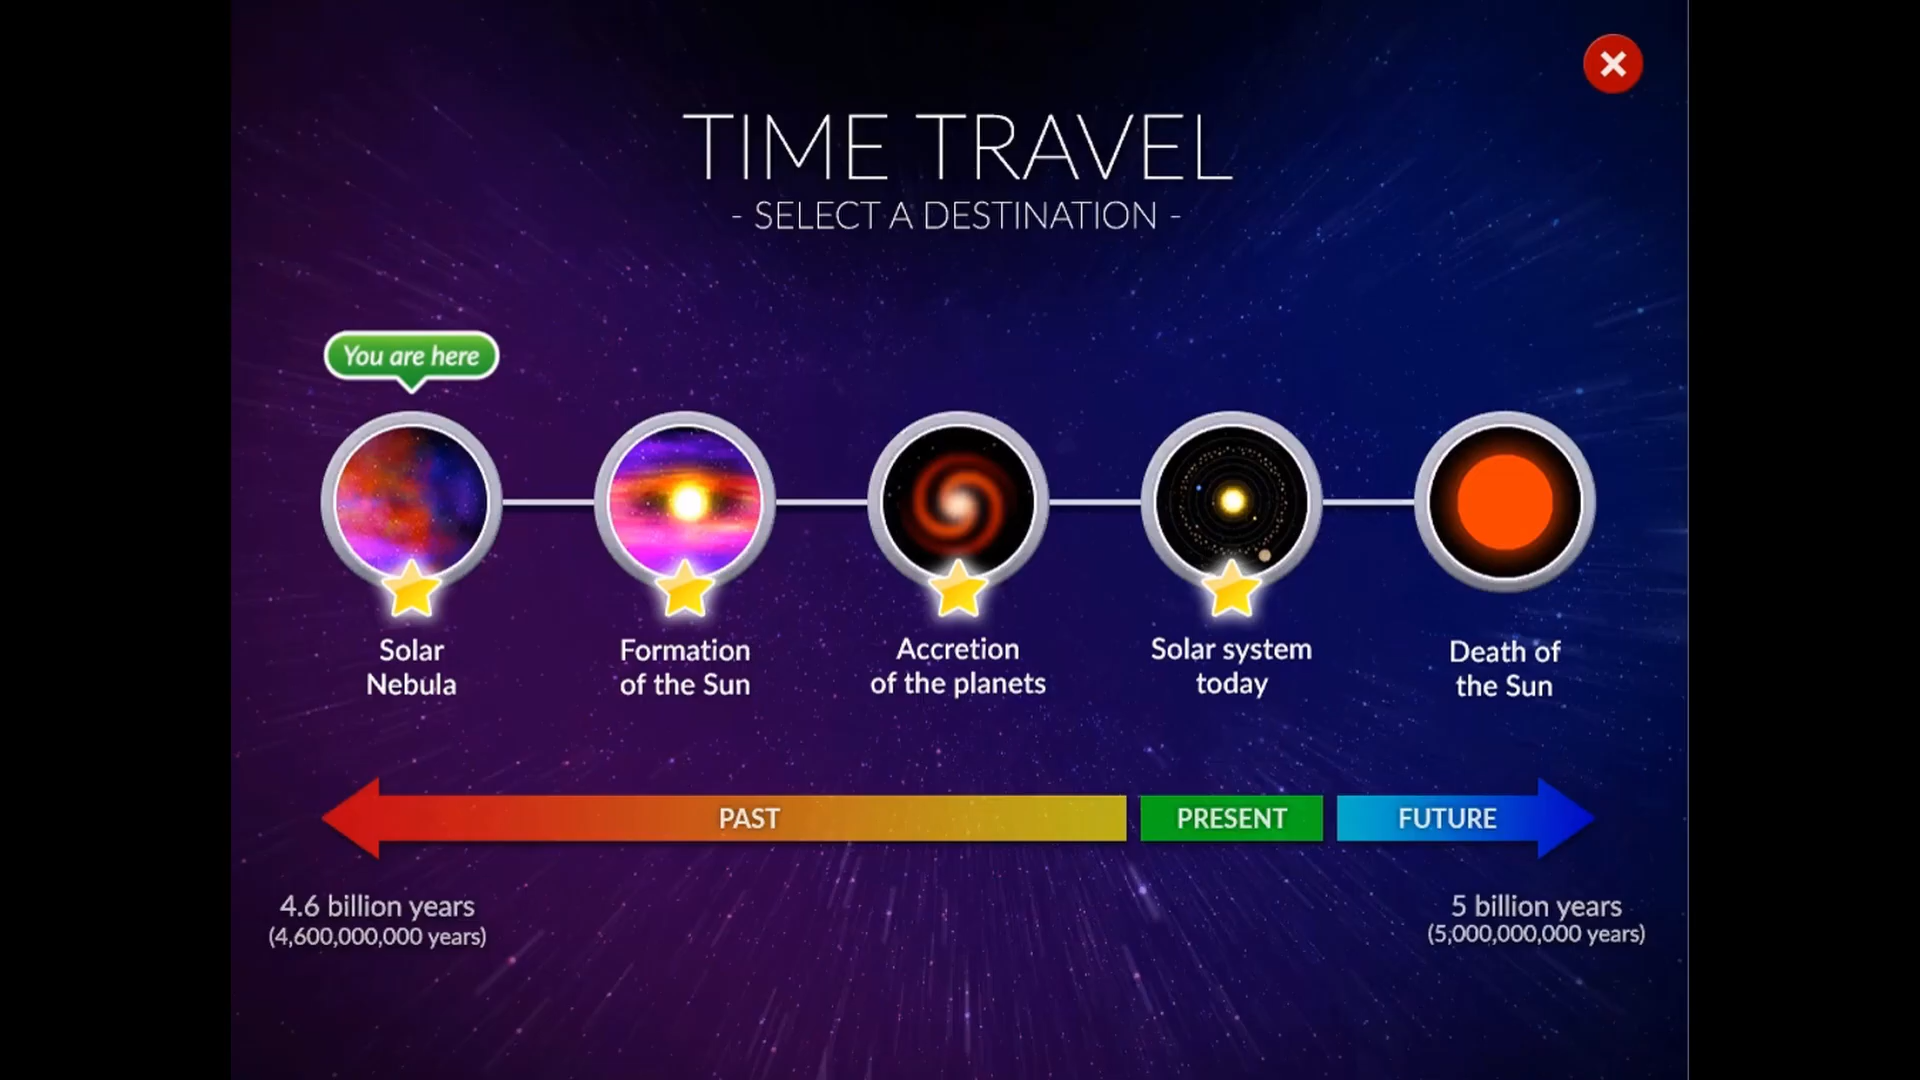 TIME TRAVEL
- SELECT A DESTINATION -
You are here
Solar
Nebula
Formation
of the Sun
Accretion
of the planets
Solar system
today
Death of
the Sun
PAST
PRESENT
FUTURE
4.6 billion years
(4,600,000,000 years)
5 billion years
(5,000,000,000 years)